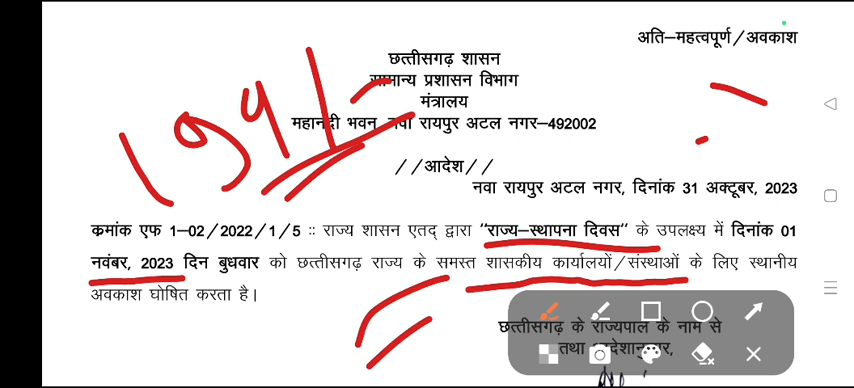 अति–महत्वपूर्ण/अवकाश
छत्तीसगढ़ शासन
सामान्य प्रशासन विभाग
मंत्रालय
महानदी भवन, नवा रायपुर अटल नगर–492002
//आदेश//
नवा रायपुर अटल नगर, दिनांक 31 अक्टूबर, 2023
क्रमांक एफ 1–02/2022/1/5 :: राज्य शासन एतद् द्वारा "राज्य–स्थापना दिवस" के उपलक्ष्य में दिनांक 01
नवंबर, 2023 दिन बुधवार को छत्तीसगढ़ राज्य के समस्त शासकीय कार्यालयों/संस्थाओं के लिए स्थानीय
अवकाश घोषित करता है।
छत्तीसगढ़ के राज्यपाल के नाम से
तथा आदेशानुसार,